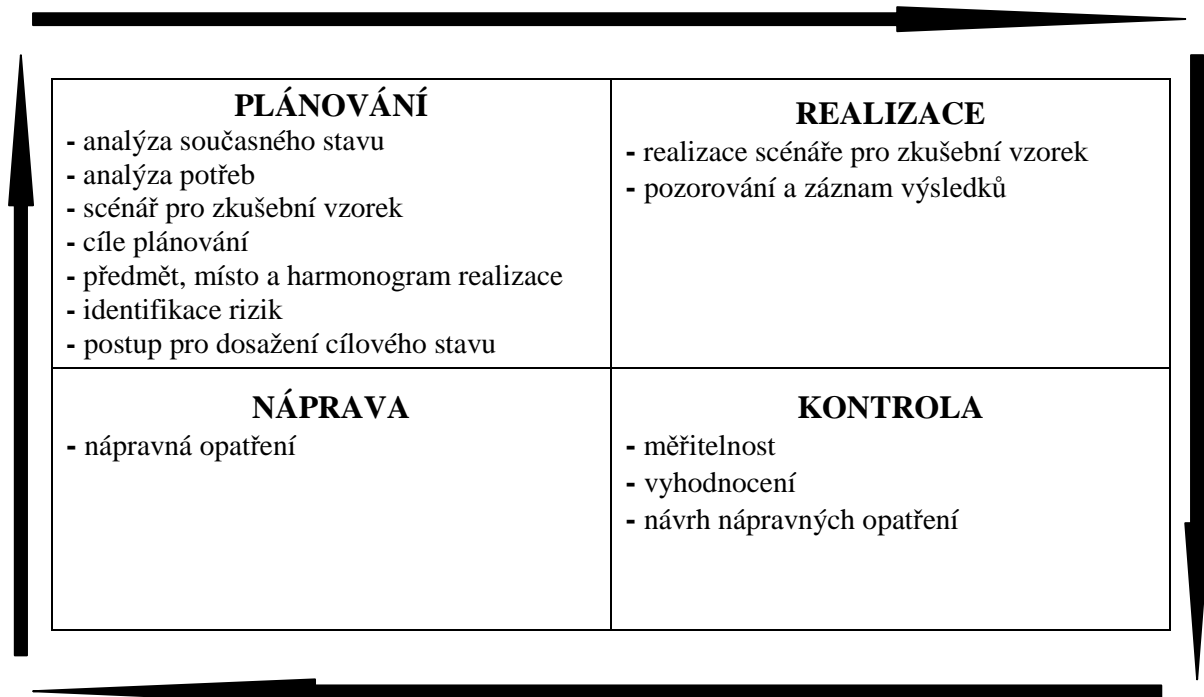 PLÁNOVÁNÍ
- analýza současného stavu
- analýza potřeb
- scénář pro zkušební vzorek
- cíle plánování
- předmět, místo a harmonogram realizace
- identifikace rizik
- postup pro dosažení cílového stavu
REALIZACE
- realizace scénáře pro zkušební vzorek
- pozorování a záznam výsledků
NÁPRAVA
- nápravná opatření
KONTROLA
- měřitelnost
- vyhodnocení
- návrh nápravných opatření